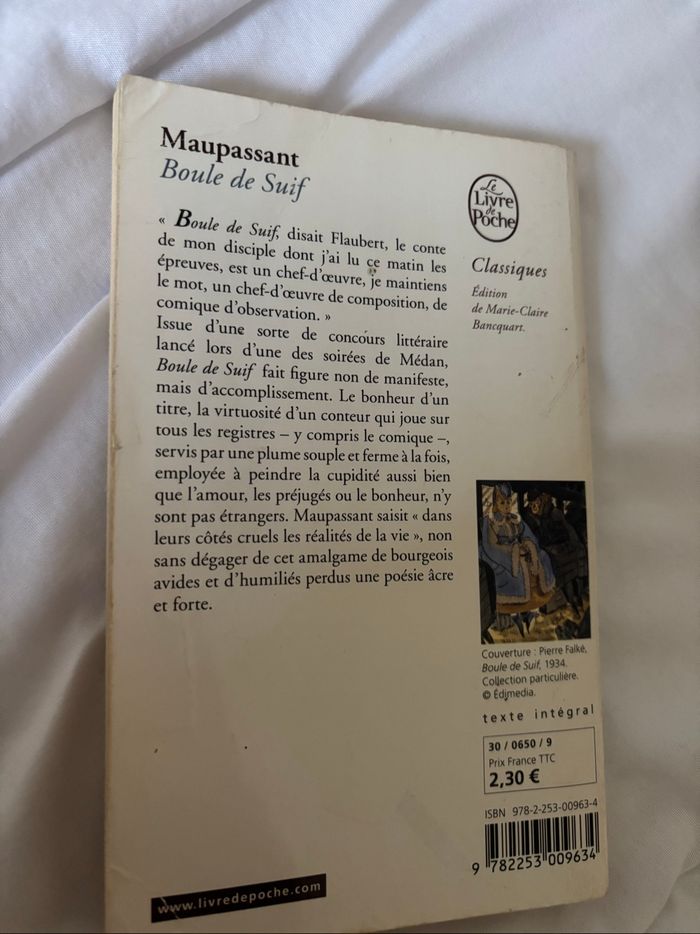 Maupassant
Boule de Suif
« Boule de Suif, disait Flaubert, le conte
de mon disciple dont j'ai lu ce matin les
épreuves, est un chef-d'œuvre, je maintiens
le mot, un chef-d'œuvre de composition, de
comique d'observation. »
Issue d'une sorte de concours littéraire
lancé lors d'une des soirées de Médan,
Boule de Suif fait figure non de manifeste,
mais d'accomplissement. Le bonheur d'un
titre, la virtuosité d'un conteur qui joue sur
tous les registres – y compris le comique –,
servis par une plume souple et ferme à la fois,
employée à peindre la cupidité aussi bien
que l'amour, les préjugés ou le bonheur, n'y
sont pas étrangers. Maupassant saisit « dans
leurs côtés cruels les réalités de la vie », non
sans dégager de cet amalgame de bourgeois
avides et d'humiliés perdus une poésie âcre
et forte.
www.livredepoche.com
Le
Livre
de
Poche
Classiques
Édition
de Marie-Claire
Bancquart.
Couverture : Pierre Falké,
Boule de Suif, 1934.
Collection particulière.
© Edimedia.
texte intégral
30 / 0650 / 9
Prix France TTC
2,30 €
ISBN 978-2-253-00963-4
9 782253 009634